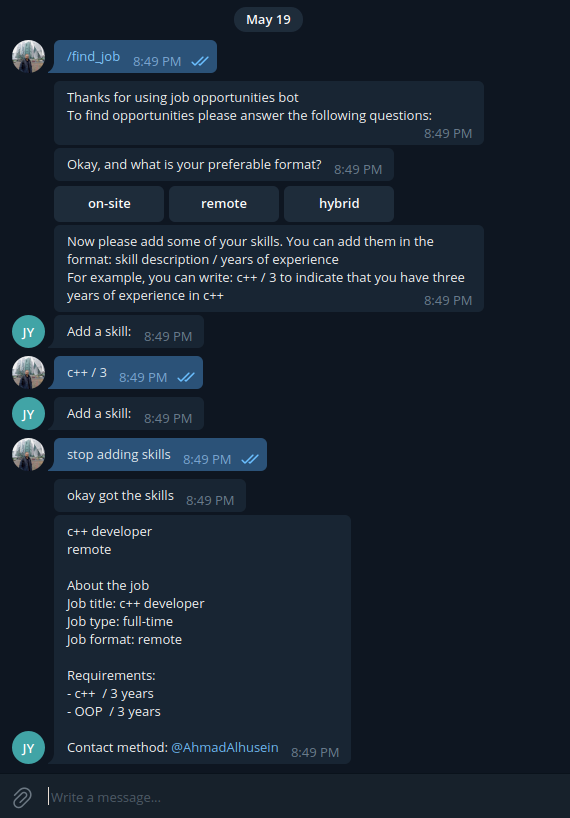 May 19
/find_job 8:49 PM
Thanks for using job opportunities bot
To find opportunities please answer the following questions:
8:49 PM
Okay, and what is your preferable format? 8:49 PM
on-site remote hybrid
Now please add some of your skills. You can add them in the
format: skill description / years of experience
For example, you can write: c++ / 3 to indicate that you have three
years of experience in c++ 8:49 PM
JY Add a skill: 8:49 PM
c++ / 3 8:49 PM
JY Add a skill: 8:49 PM
stop adding skills 8:49 PM
okay got the skills 8:49 PM
c++ developer
remote
About the job
Job title: c++ developer
Job type: full-time
Job format: remote
Requirements:
- c++  / 3 years
- OOP  / 3 years
JY Contact method: @AhmadAlhusein 8:49 PM
Write a message...